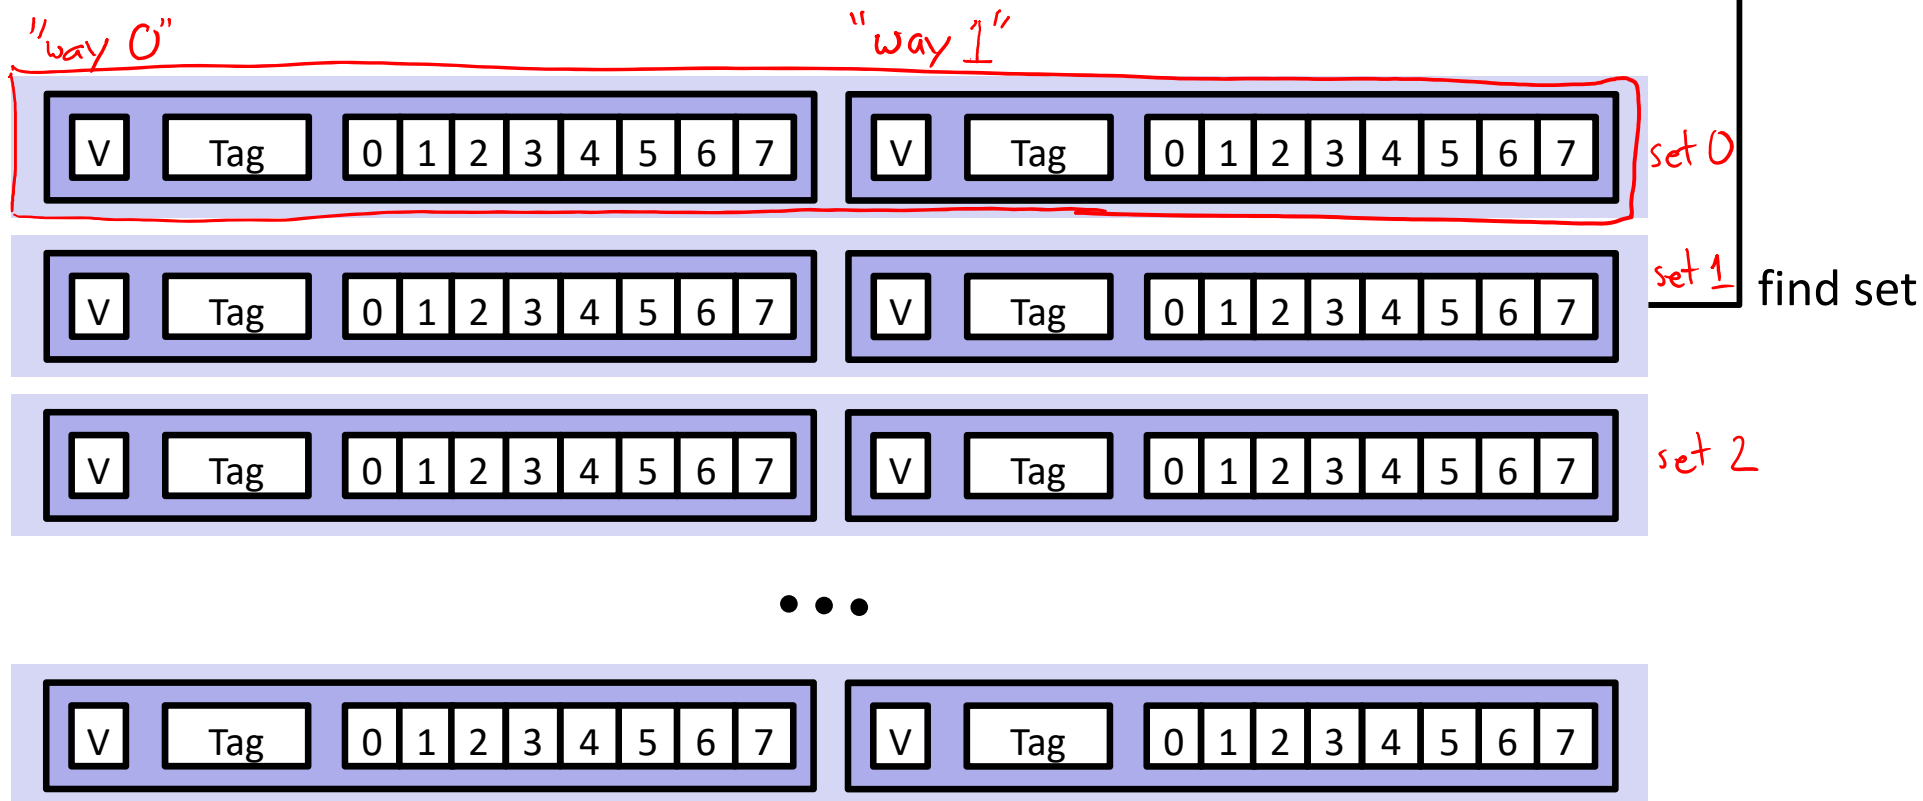 "way 0" "way 1"
V Tag 0 1 2 3 4 5 6 7 V Tag 0 1 2 3 4 5 6 7 set 0
V Tag 0 1 2 3 4 5 6 7 V Tag 0 1 2 3 4 5 6 7 set 1 find set
V Tag 0 1 2 3 4 5 6 7 V Tag 0 1 2 3 4 5 6 7 set 2
•••
V Tag 0 1 2 3 4 5 6 7 V Tag 0 1 2 3 4 5 6 7